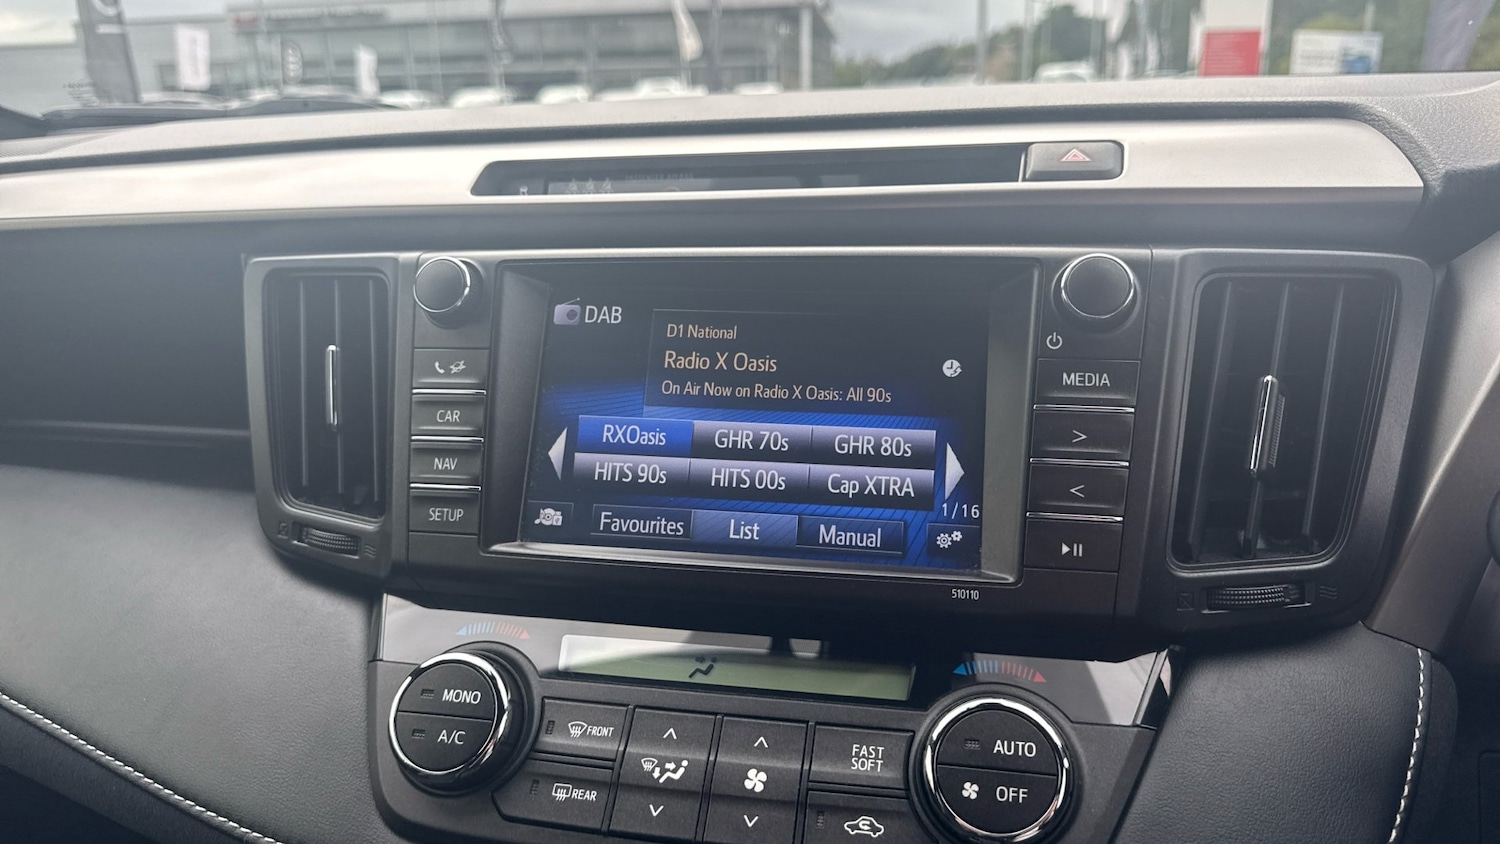 DAB
D1 National
Radio X Oasis
On Air Now on Radio X Oasis: All 90s
RXOasis GHR 70s GHR 80s
HITS 90s HITS 00s Cap XTRA
1/16
Favourites List Manual
CAR
NAV
SETUP
MEDIA
>
<
510110
MONO
A/C
FRONT
REAR
FAST
SOFT
AUTO
OFF